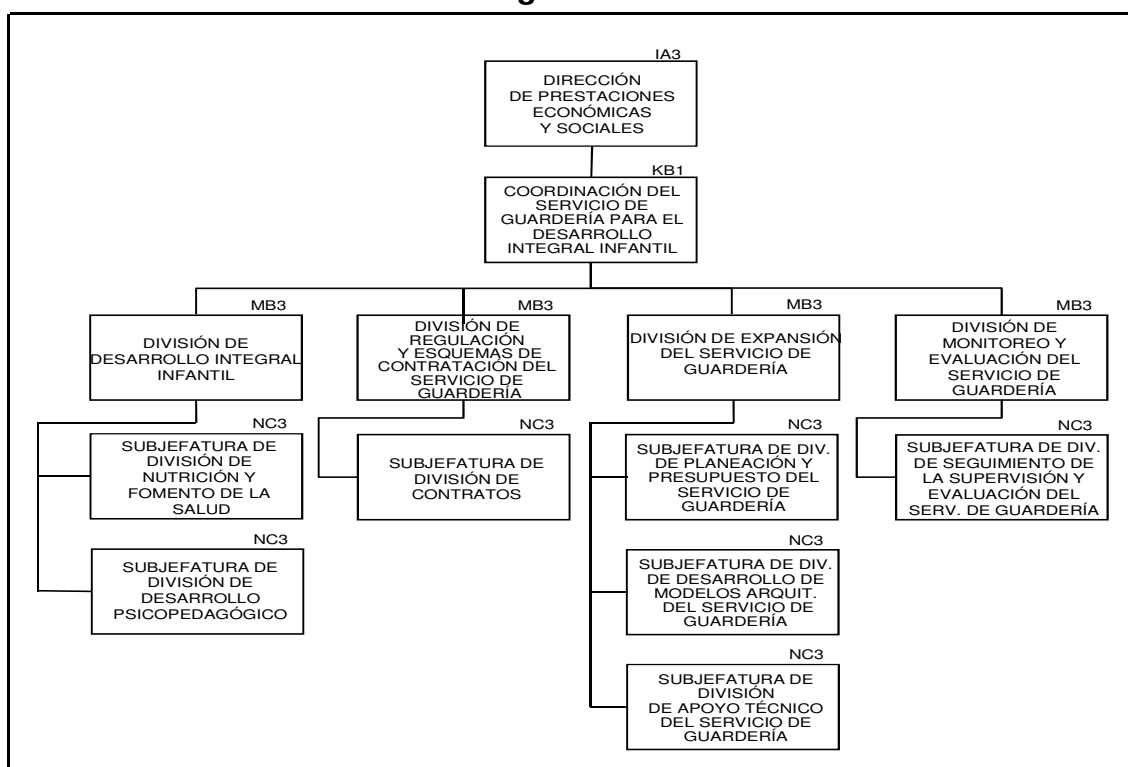 IA3
DIRECCIÓN
DE PRESTACIONES
ECONÓMICAS
Y SOCIALES
KB1
COORDINACIÓN DEL
SERVICIO DE
GUARDERÍA PARA EL
DESARROLLO
INTEGRAL INFANTIL
MB3
DIVISIÓN DE
DESARROLLO INTEGRAL
INFANTIL
MB3
DIVISIÓN DE
REGULACIÓN
Y ESQUEMAS DE
CONTRATACIÓN DEL
SERVICIO DE
GUARDERÍA
MB3
DIVISIÓN DE EXPANSIÓN
DEL SERVICIO DE
GUARDERÍA
MB3
DIVISIÓN DE
MONITOREO Y
EVALUACIÓN DEL
SERVICIO DE
GUARDERÍA
NC3
SUBJEFATURA DE
DIVISIÓN DE
NUTRICIÓN Y
FOMENTO DE LA
SALUD
NC3
SUBJEFATURA DE
DIVISIÓN DE
CONTRATOS
NC3
SUBJEFATURA DE DIV.
DE PLANEACIÓN Y
PRESUPUESTO DEL
SERVICIO DE
GUARDERÍA
NC3
SUBJEFATURA DE DIV.
DE SEGUIMIENTO DE
LA SUPERVISIÓN Y
EVALUACIÓN DEL
SERV. DE GUARDERÍA
NC3
SUBJEFATURA DE
DIVISIÓN DE
DESARROLLO
PSICOPEDAGÓGICO
NC3
SUBJEFATURA DE DIV.
DE DESARROLLO DE
MODELOS ARQUIT.
DEL SERVICIO DE
GUARDERÍA
NC3
SUBJEFATURA DE
DIVISIÓN
DE APOYO TÉCNICO
DEL SERVICIO DE
GUARDERÍA